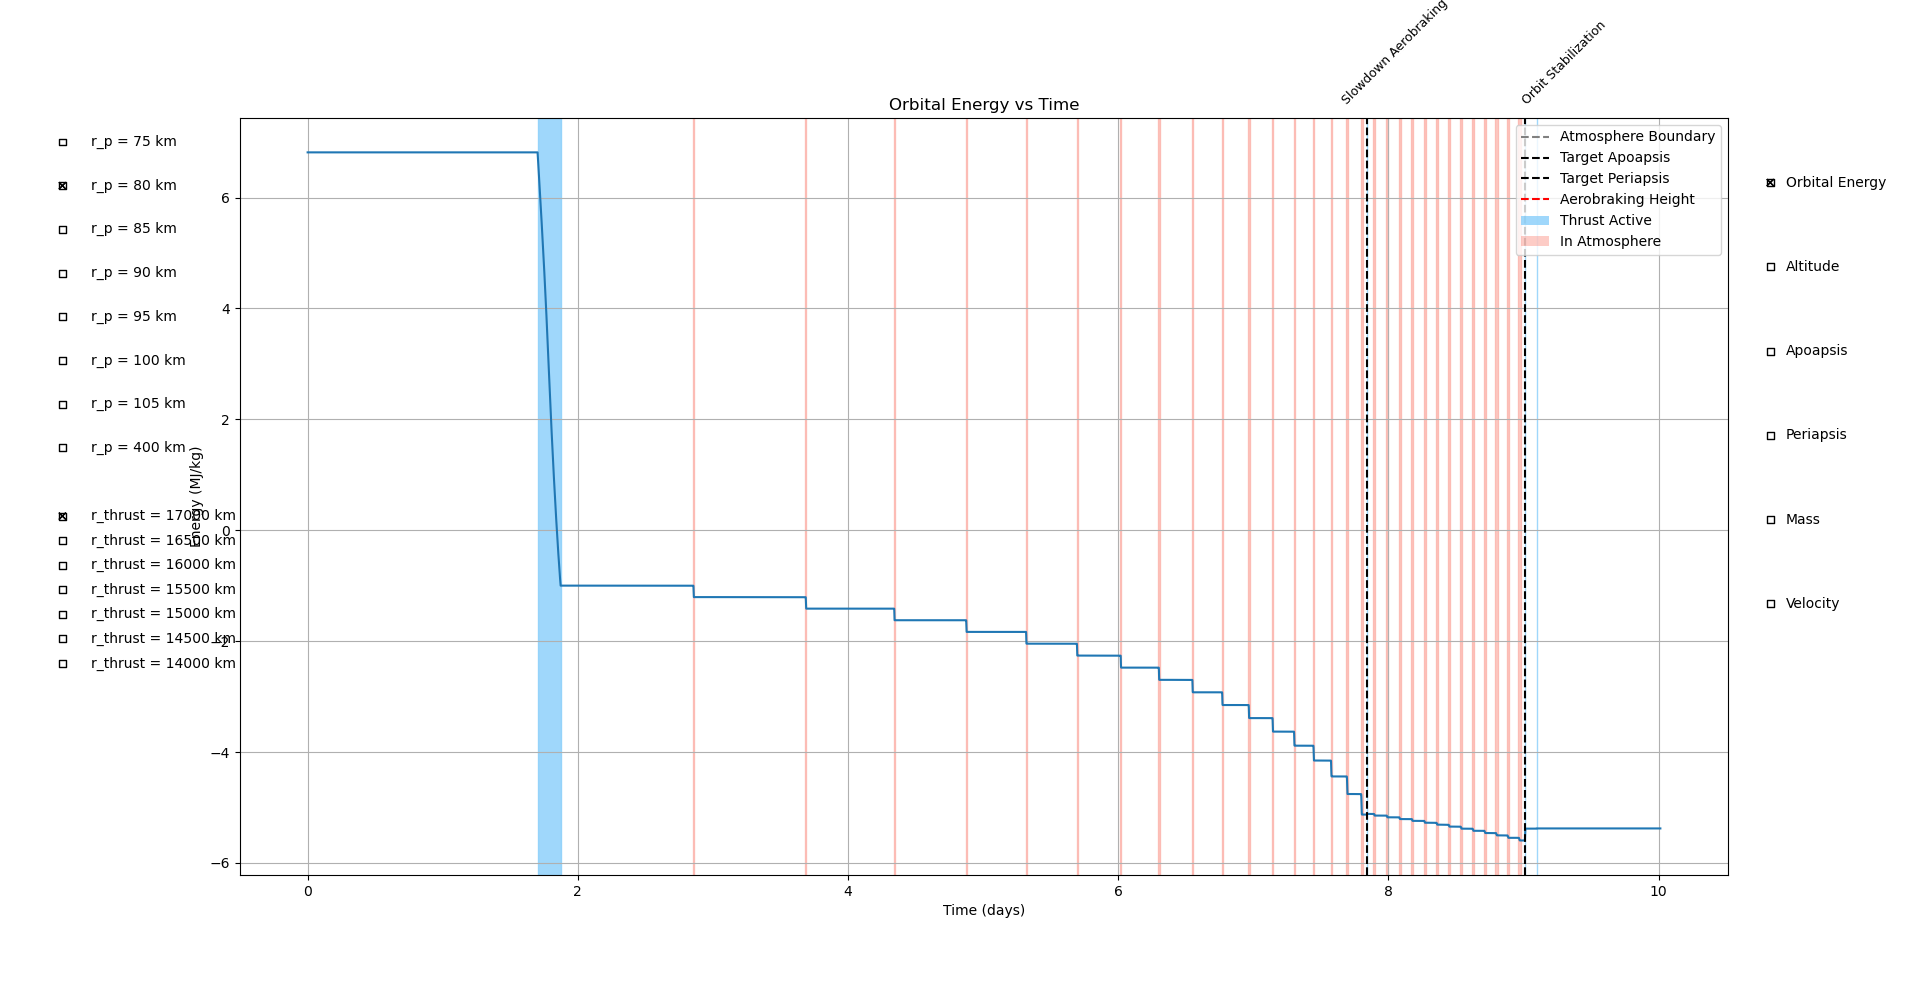 Slowdown Aerobraking
Orbit Stabilization
Orbital Energy vs Time
r_p = 75 km
r_p = 80 km
r_p = 85 km
r_p = 90 km
r_p = 95 km
r_p = 100 km
r_p = 105 km
r_p = 400 km
r_thrust = 17000 km
r_thrust = 16500 km
r_thrust = 16000 km
r_thrust = 15500 km
r_thrust = 15000 km
r_thrust = 14500 km
r_thrust = 14000 km
Energy (MJ/kg)
6
4
2
0
−2
−4
−6
0 2 4 6 8 10
Time (days)
Atmosphere Boundary
Target Apoapsis
Target Periapsis
Aerobraking Height
Thrust Active
In Atmosphere
Orbital Energy
Altitude
Apoapsis
Periapsis
Mass
Velocity